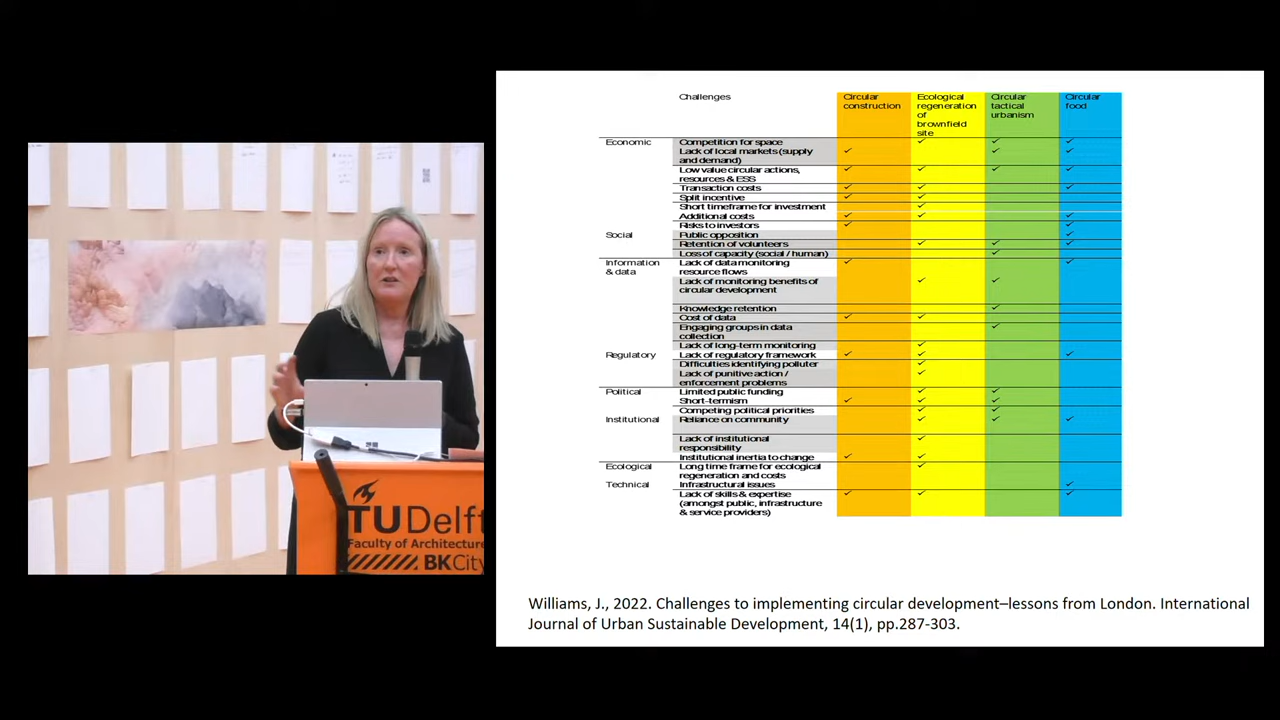 TUDelft
Faculty of Architecture
BKCity
Challenges
Circular construction
Ecological regeneration of brownfield site
Circular tactical urbanism
Circular food
Economic
Competition for space ✓ ✓ ✓
Lack of local markets (supply and demand) ✓ ✓ ✓
Low value circular actions, resources & ESS ✓ ✓ ✓ ✓
Transaction costs ✓ ✓ ✓
Split incentive ✓ ✓
Short timeframe for investment ✓
Additional costs ✓ ✓ ✓
Risks to investors ✓ ✓
Social
Public opposition ✓
Retention of volunteers ✓ ✓ ✓
Loss of capacity (social / human) ✓
Information & data
Lack of data monitoring resource flows ✓ ✓
Lack of monitoring benefits of circular development ✓ ✓
Knowledge retention ✓
Cost of data ✓ ✓
Engaging groups in data collection ✓
Lack of long-term monitoring ✓
Regulatory
Lack of regulatory framework ✓ ✓ ✓
Difficulties identifying polluter ✓
Lack of punitive action / enforcement problems ✓
Political
Limited public funding ✓ ✓
Short-termism ✓ ✓ ✓
Competing political priorities ✓ ✓
Institutional
Reliance on community ✓ ✓ ✓
Lack of institutional responsibility ✓
Institutional inertia to change ✓ ✓
Ecological
Long time frame for ecological regeneration and costs ✓
Technical
Infrastructural issues ✓
Lack of skills & expertise (amongst public, infrastructure & service providers) ✓ ✓ ✓
Williams, J., 2022. Challenges to implementing circular development–lessons from London. International
Journal of Urban Sustainable Development, 14(1), pp.287-303.